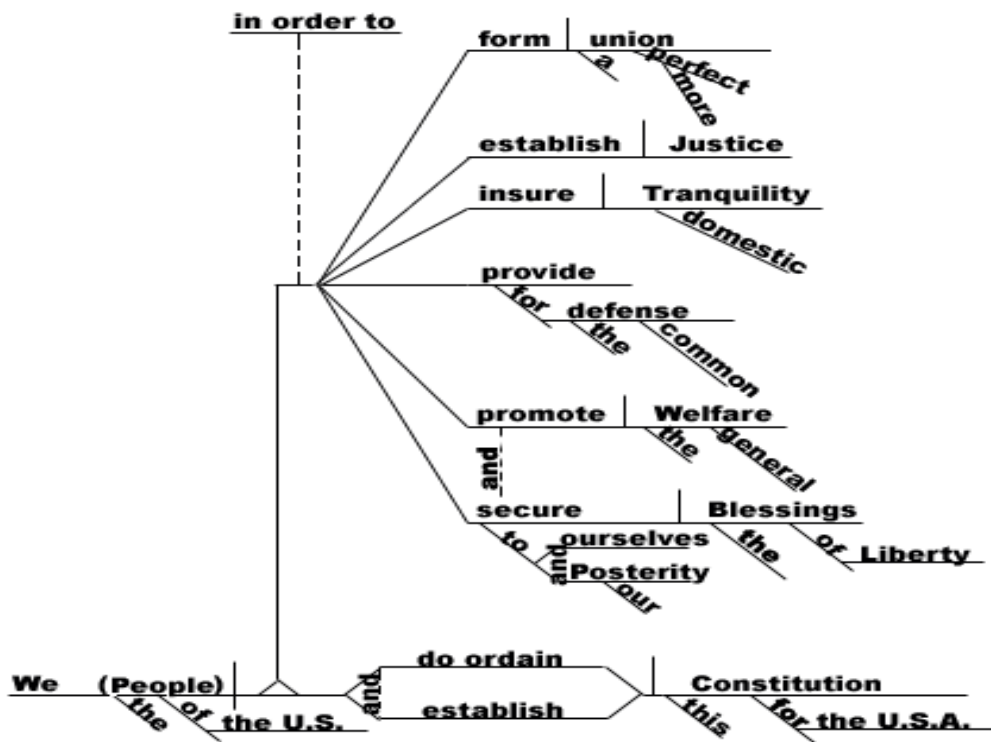 in order to
form union
a perfect
more
establish Justice
insure Tranquility
domestic
provide
for defense
the common
promote Welfare
the general
and
secure Blessings
to ourselves the of Liberty
and
Posterity
our
do ordain
We (People) and Constitution
the of the U.S. establish this for the U.S.A.